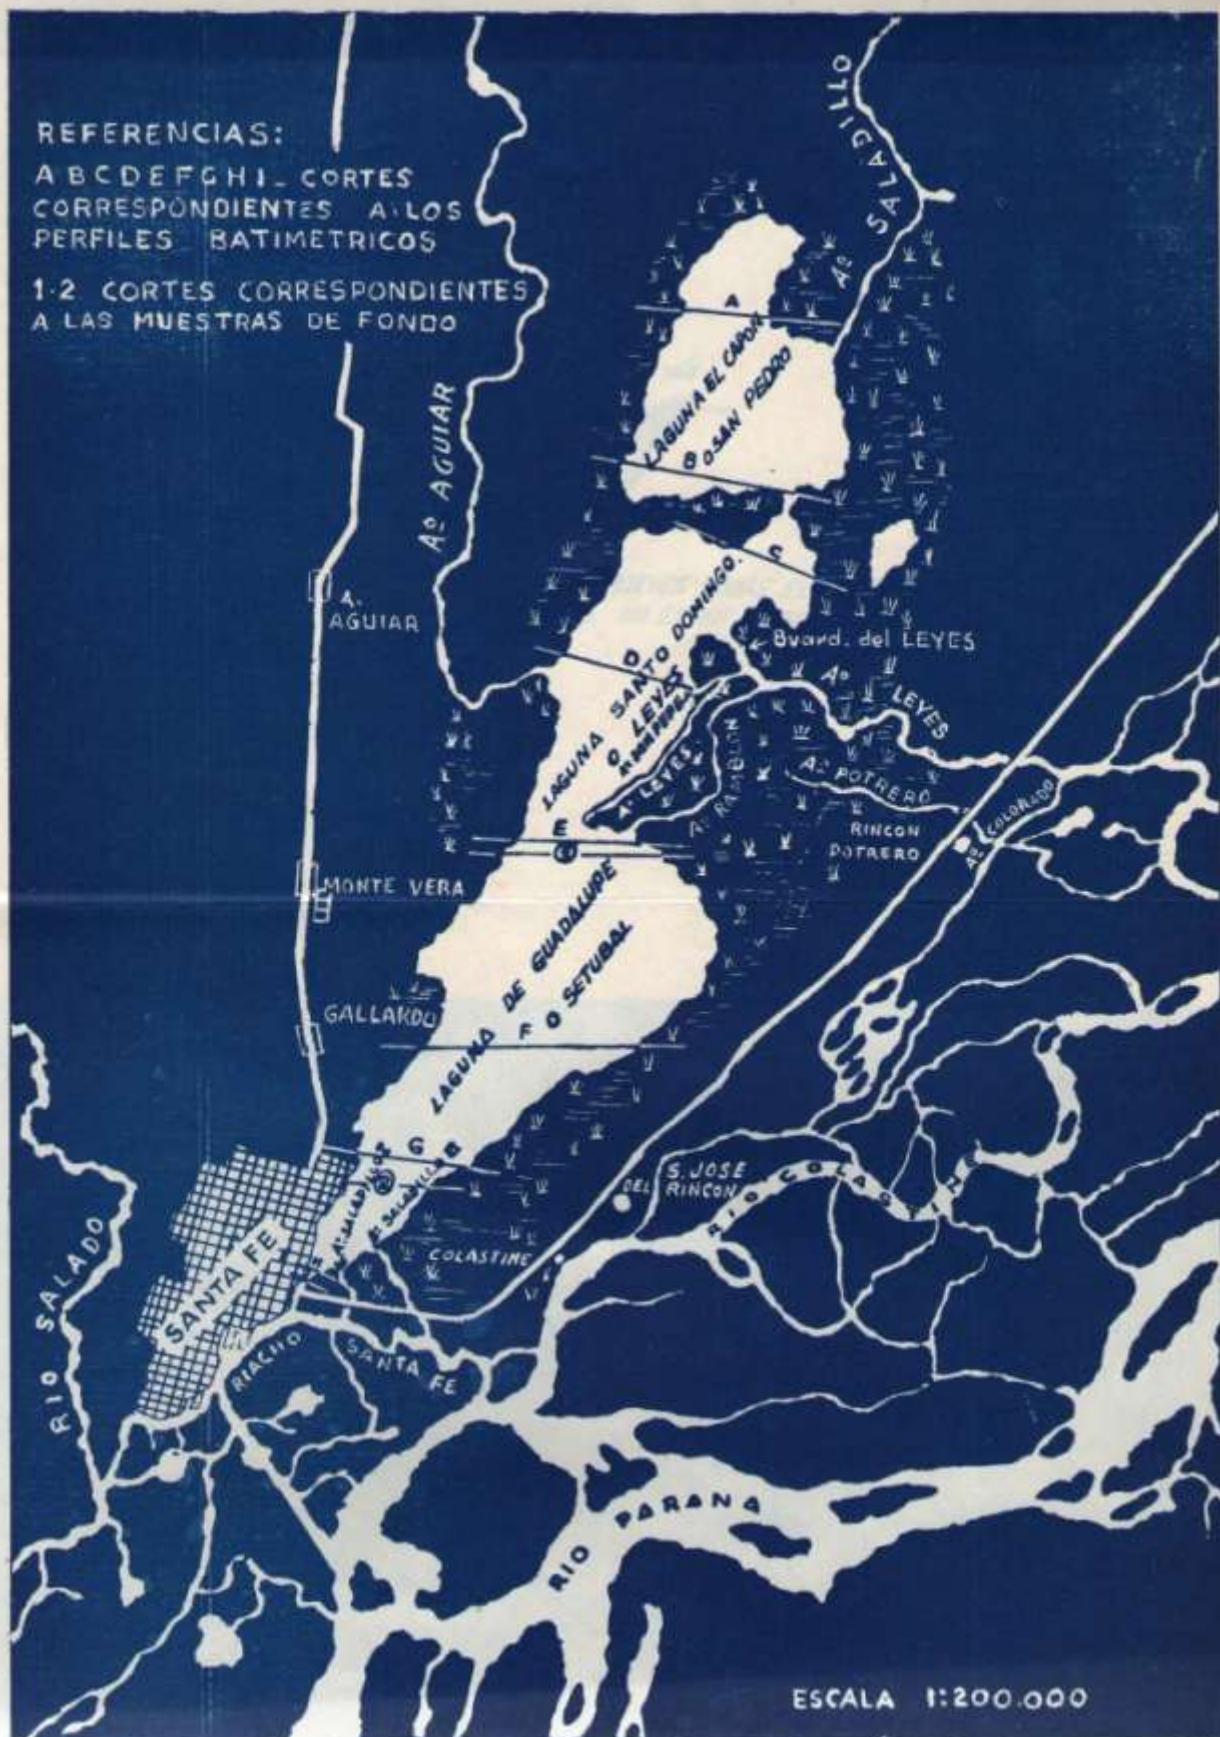 REFERENCIAS:
A B C D E F G H I - CORTES
CORRESPONDIENTES A LOS
PERFILES BATIMETRICOS
1-2 CORTES CORRESPONDIENTES
A LAS MUESTRAS DE FONDO
Aº SALADILLO
A
LAGUNA EL CAPON
B O SAN PEDRO
Aº AGUIAR
C
A.
AGUIAR
Bvard. del LEYES
D
LAGUNA SANTO DOMINGO.
O LEYES
Aº LEYES
Aº LEYES
Aº RAMBLON
Aº POTRERO
RINCON
POTRERO
Aº COLORADO
E
MONTE VERA
LAGUNA DE GUADALUPE
F O SETUBAL
GALLARDO
G
S. JOSE
DEL RINCON
RIO COLASTINE
COLASTINE
SANTA FE
RIO SALADO
RIACHO SANTA FE
RIO PARANA
ESCALA 1:200.000